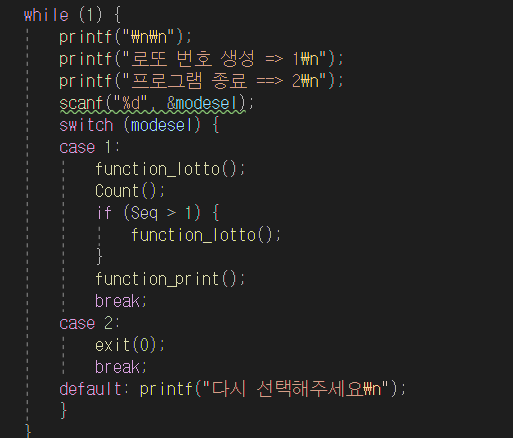 while (1) {
printf("₩n₩n");
printf("로또 번호 생성 => 1₩n");
printf("프로그램 종료 ==> 2₩n");
scanf("%d", &modesel);
switch (modesel) {
case 1:
function_lotto();
Count();
if (Seq > 1) {
function_lotto();
}
function_print();
break;
case 2:
exit(0);
break;
default: printf("다시 선택해주세요₩n");
}
}